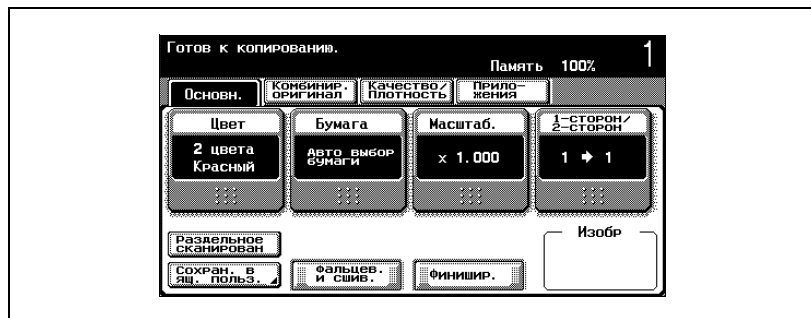 Готов к копированию.
Память 100% 1
Основн.
Комбинир.
оригинал
Качество/
плотность
Прило-
жения
Цвет
Бумага
Масштаб.
1-сторон/
2-сторон
2 цвета
Красный
Авто выбор
бумаги
x 1.000
1 → 1
Раздельное
сканирован
Изобр
Сохран. в
ящ. польз.
Фальцев.
и сшив.
Финишир.